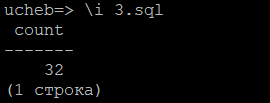 ucheb=> \i 3.sql
count
-------
32
(1 строка)